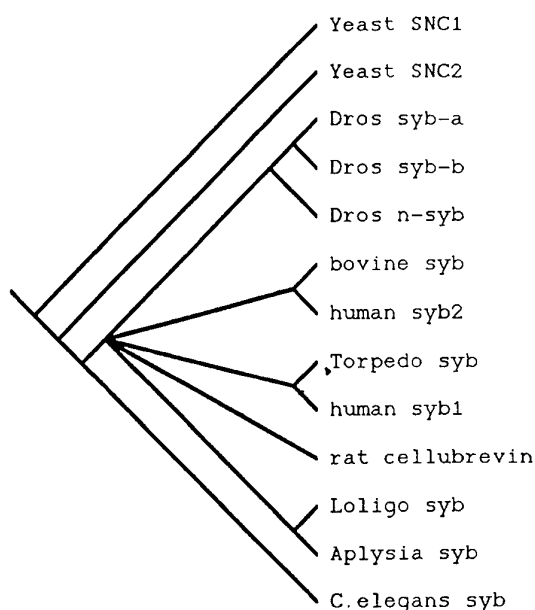 Yeast SNC1
Yeast SNC2
Dros syb-a
Dros syb-b
Dros n-syb
bovine syb
human syb2
Torpedo syb
human syb1
rat cellubrevin
Loligo syb
Aplysia syb
C.elegans syb